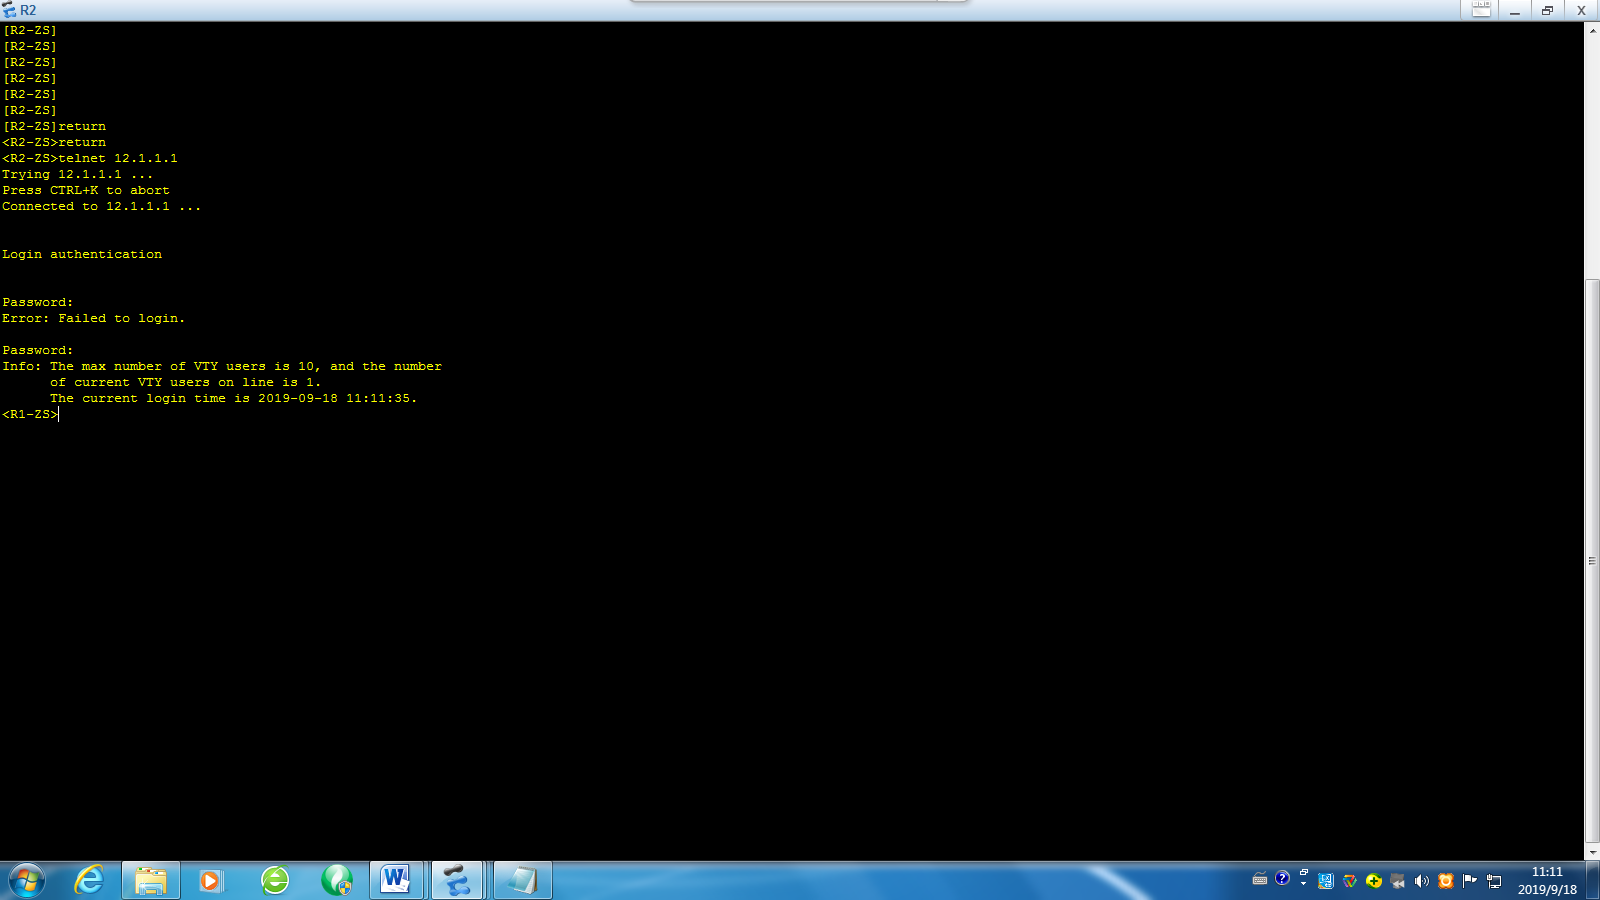 R2
[R2-ZS]
[R2-ZS]
[R2-ZS]
[R2-ZS]
[R2-ZS]
[R2-ZS]
[R2-ZS]return
<R2-ZS>return
<R2-ZS>telnet 12.1.1.1
Trying 12.1.1.1 ...
Press CTRL+K to abort
Connected to 12.1.1.1 ...
Login authentication
Password:
Error: Failed to login.
Password:
Info: The max number of VTY users is 10, and the number
of current VTY users on line is 1.
The current login time is 2019-09-18 11:11:35.
<R1-ZS>
11:11
2019/9/18